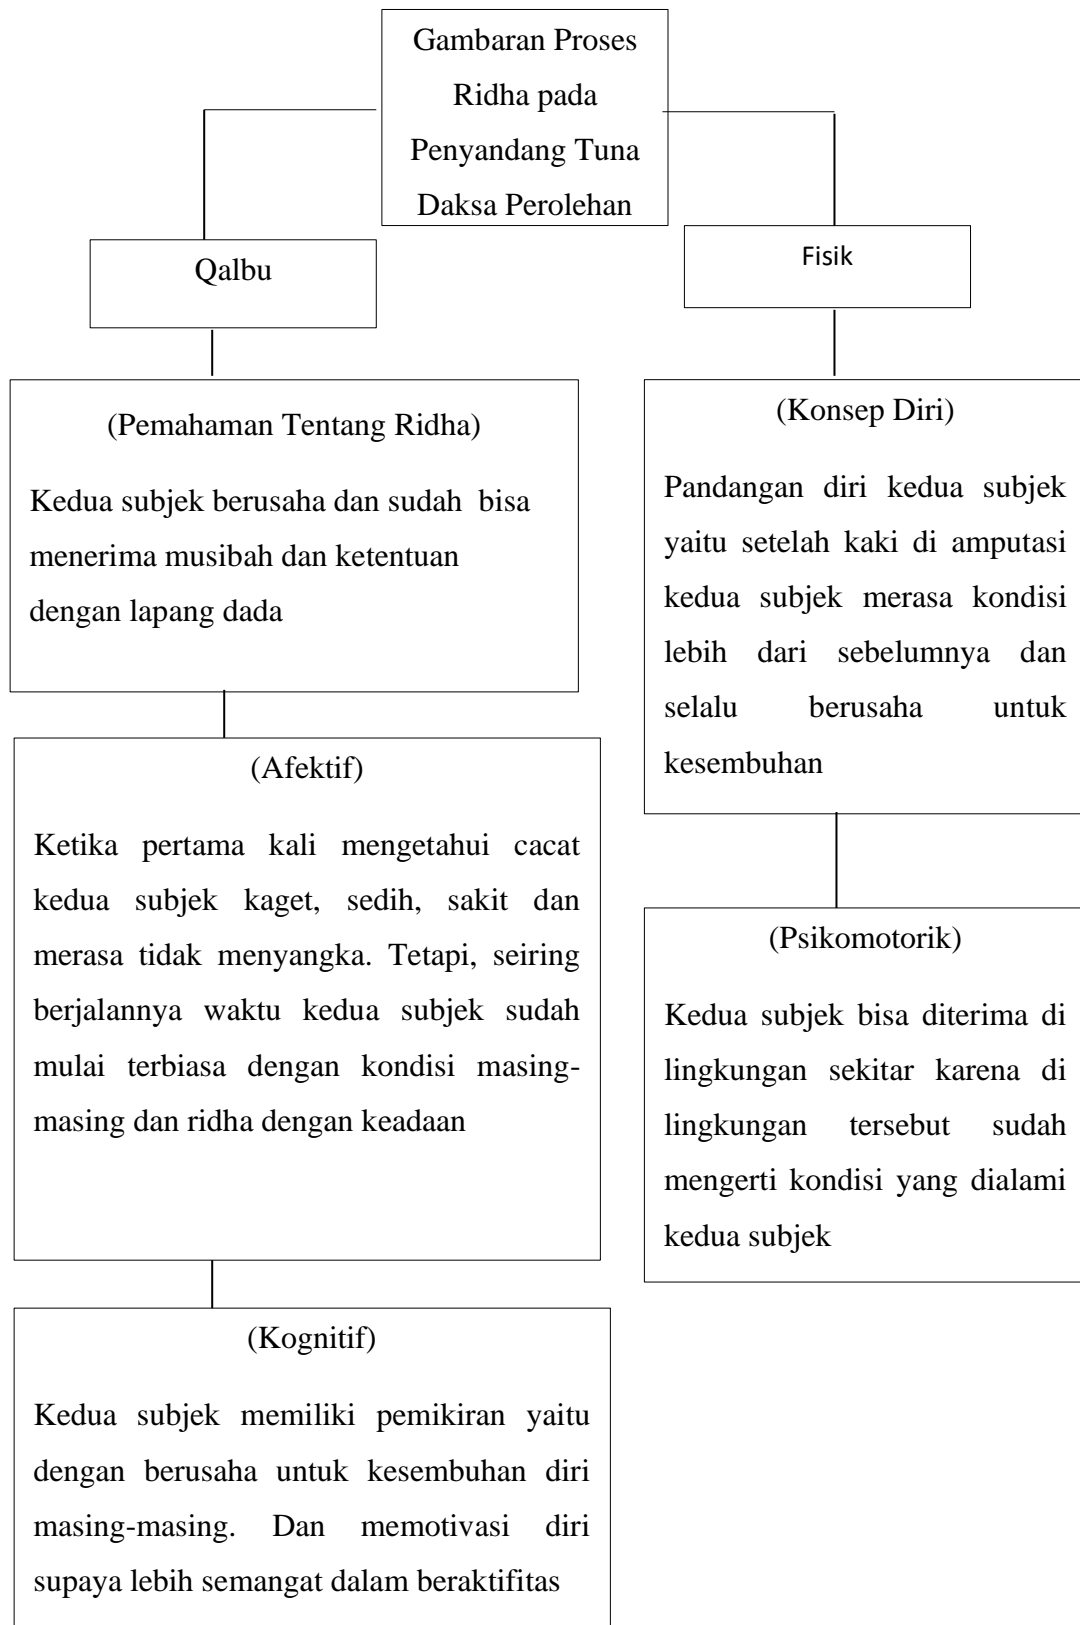 Gambaran Proses
Ridha pada
Penyandang Tuna
Daksa Perolehan
Qalbu
Fisik
(Pemahaman Tentang Ridha)
Kedua subjek berusaha dan sudah bisa
menerima musibah dan ketentuan
dengan lapang dada
(Konsep Diri)
Pandangan diri kedua subjek
yaitu setelah kaki di amputasi
kedua subjek merasa kondisi
lebih dari sebelumnya dan
selalu berusaha untuk
kesembuhan
(Afektif)
Ketika pertama kali mengetahui cacat
kedua subjek kaget, sedih, sakit dan
merasa tidak menyangka. Tetapi, seiring
berjalannya waktu kedua subjek sudah
mulai terbiasa dengan kondisi masing-
masing dan ridha dengan keadaan
(Psikomotorik)
Kedua subjek bisa diterima di
lingkungan sekitar karena di
lingkungan tersebut sudah
mengerti kondisi yang dialami
kedua subjek
(Kognitif)
Kedua subjek memiliki pemikiran yaitu
dengan berusaha untuk kesembuhan diri
masing-masing. Dan memotivasi diri
supaya lebih semangat dalam beraktifitas